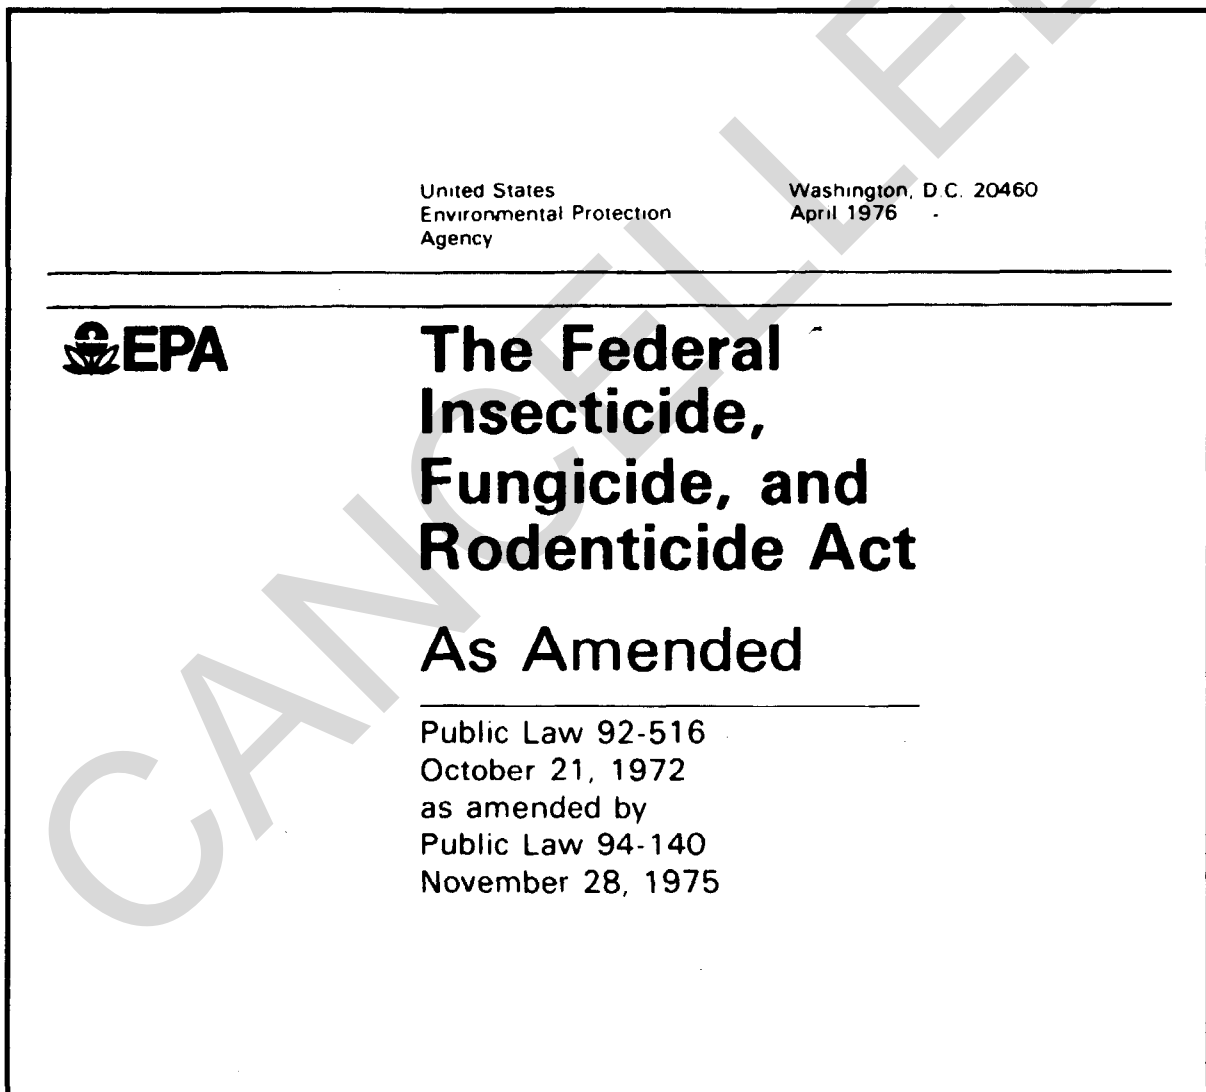 United States
Environmental Protection
Agency
Washington, D.C. 20460
April 1976
EPA
The Federal
Insecticide,
Fungicide, and
Rodenticide Act
As Amended
Public Law 92-516
October 21, 1972
as amended by
Public Law 94-140
November 28, 1975
CANCELLE